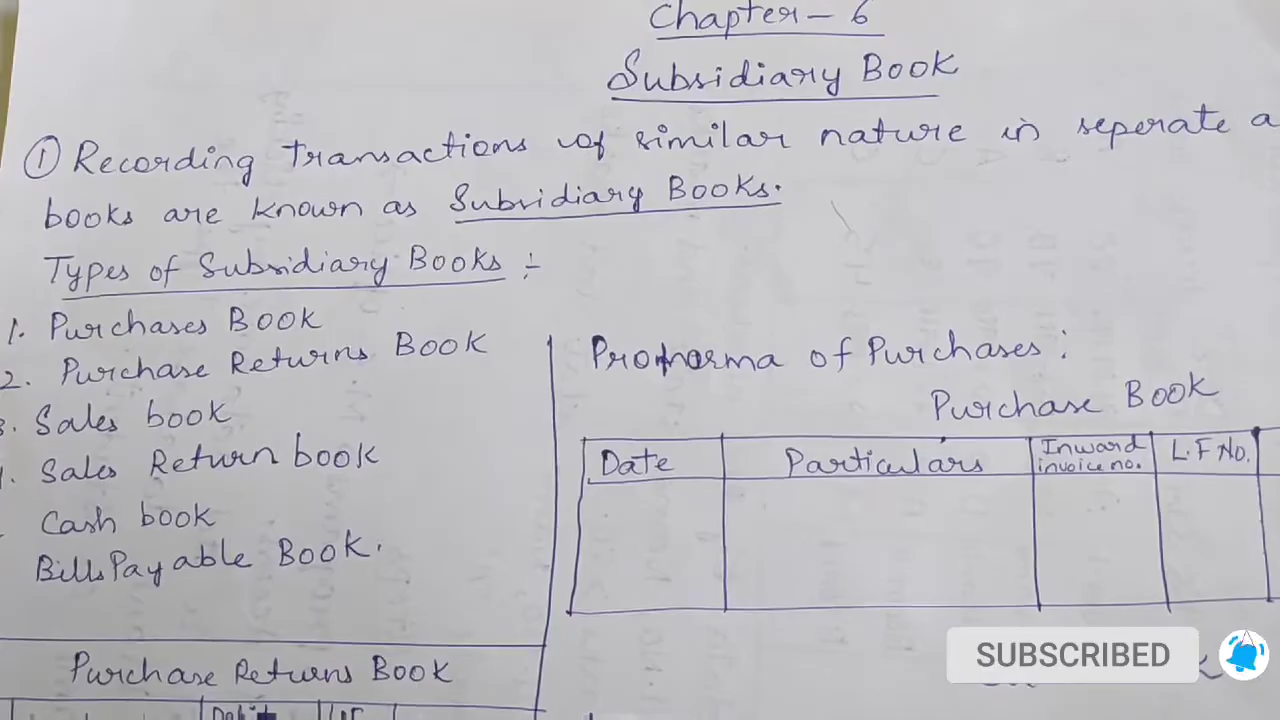 Chapter - 6
Subsidiary Book
① Recording transactions of similar nature in seperate a
books are known as Subsidiary Books.
Types of Subsidiary Books :-
1. Purchases Book
2. Purchase Returns Book
3. Sales book
4. Sales Return book
Cash book
Bills Payable Book.
Proforma of Purchases :
Purchase Book
Date Particulars Inward invoice no. L.F No.
Purchase Returns Book
SUBSCRIBED